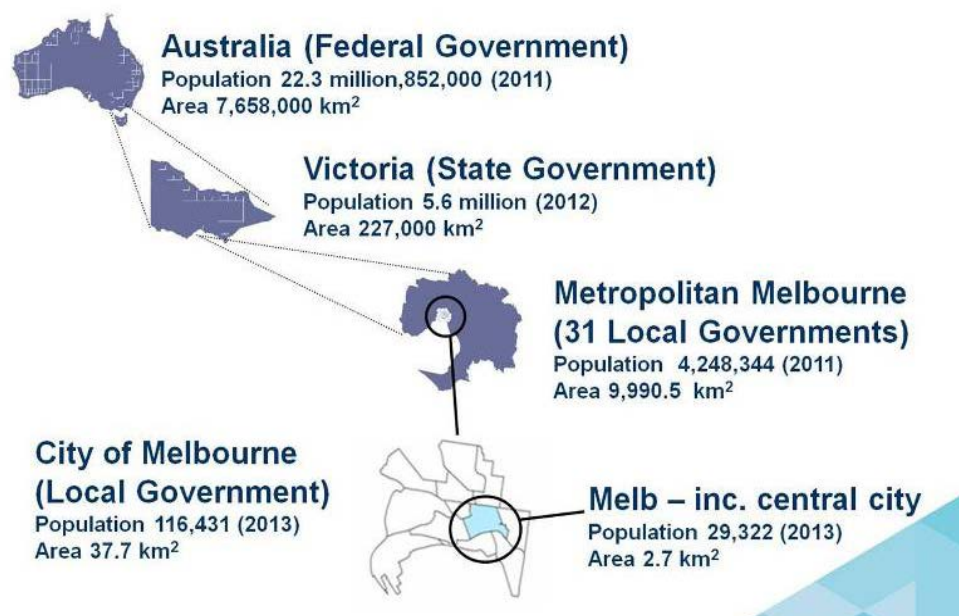 Australia (Federal Government)
Population 22.3 million,852,000 (2011)
Area 7,658,000 km²
Victoria (State Government)
Population 5.6 million (2012)
Area 227,000 km²
Metropolitan Melbourne
(31 Local Governments)
Population 4,248,344 (2011)
Area 9,990.5 km²
City of Melbourne
(Local Government)
Population 116,431 (2013)
Area 37.7 km²
Melb – inc. central city
Population 29,322 (2013)
Area 2.7 km²